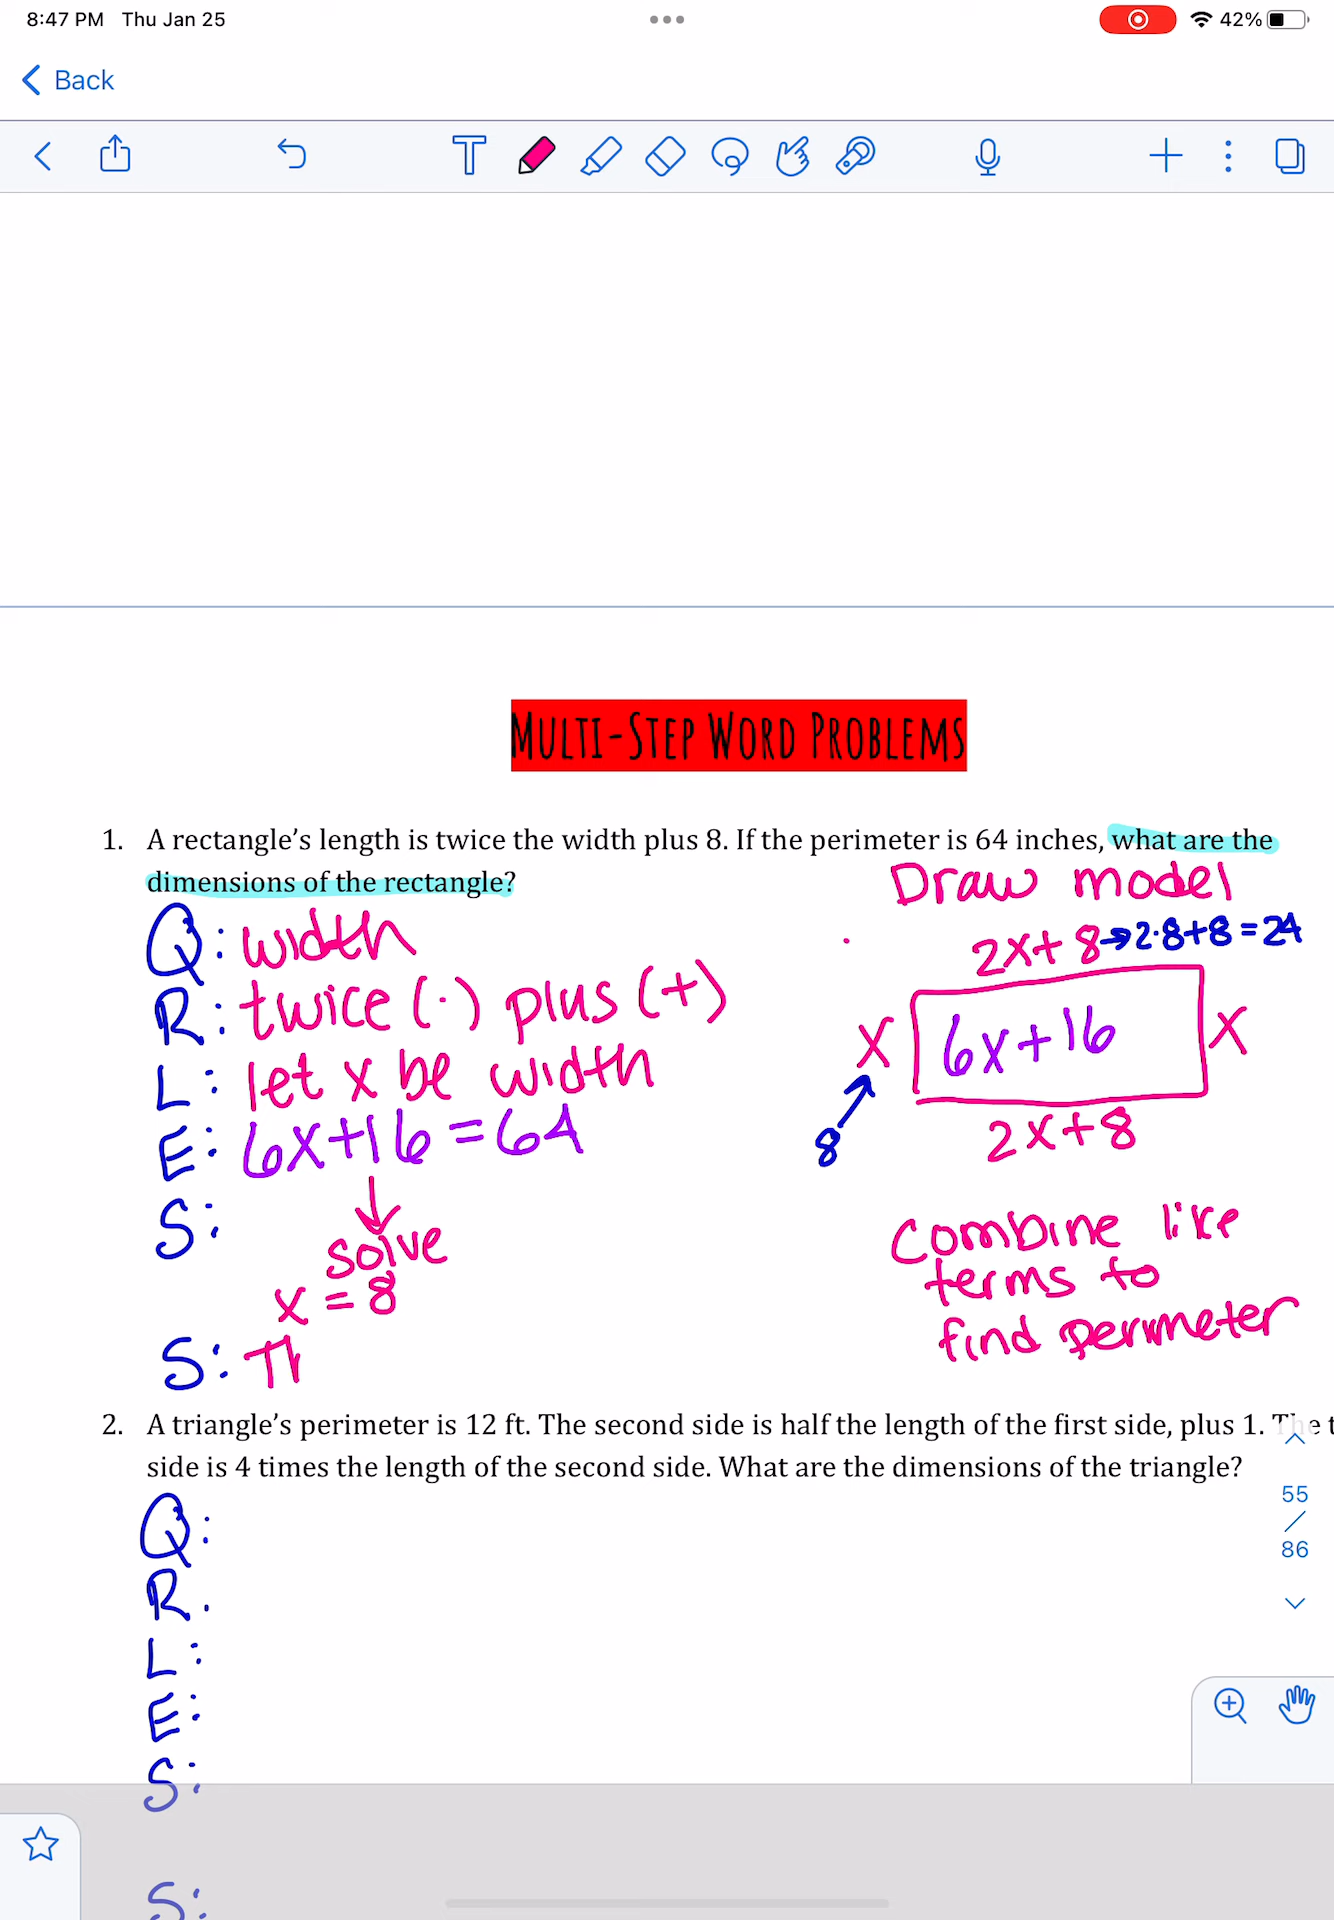 8:47 PM Thu Jan 25
42%
Back
MULTI-STEP WORD PROBLEMS
1. A rectangle's length is twice the width plus 8. If the perimeter is 64 inches, what are the
dimensions of the rectangle?
Draw model
Q: width
2x+8→2·8+8=24
R: twice (·) plus (+)
x 6x+16 x
L: let x be width
8
2x+8
E: 6x+16=64
S:
solve
x=8
Combine like
terms to
find perimeter
S: Th
2. A triangle's perimeter is 12 ft. The second side is half the length of the first side, plus 1. The t
side is 4 times the length of the second side. What are the dimensions of the triangle?
55
/
86
Q:
R.
L:
E:
S:
S: